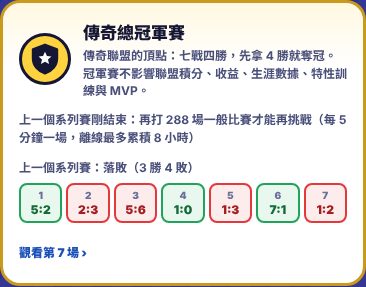 傳奇總冠軍賽
傳奇聯盟的頂點：七戰四勝，先拿 4 勝就奪冠。
冠軍賽不影響聯盟積分、收益、生涯數據、特性訓
練與 MVP。
上一個系列賽剛結束：再打 288 場一般比賽才能再挑戰（每 5
分鐘一場，離線最多累積 8 小時）
上一個系列賽：落敗（3 勝 4 敗）
1 2 3 4 5 6 7
5:2 2:3 5:6 1:0 1:3 7:1 1:2
觀看第 7 場 ›